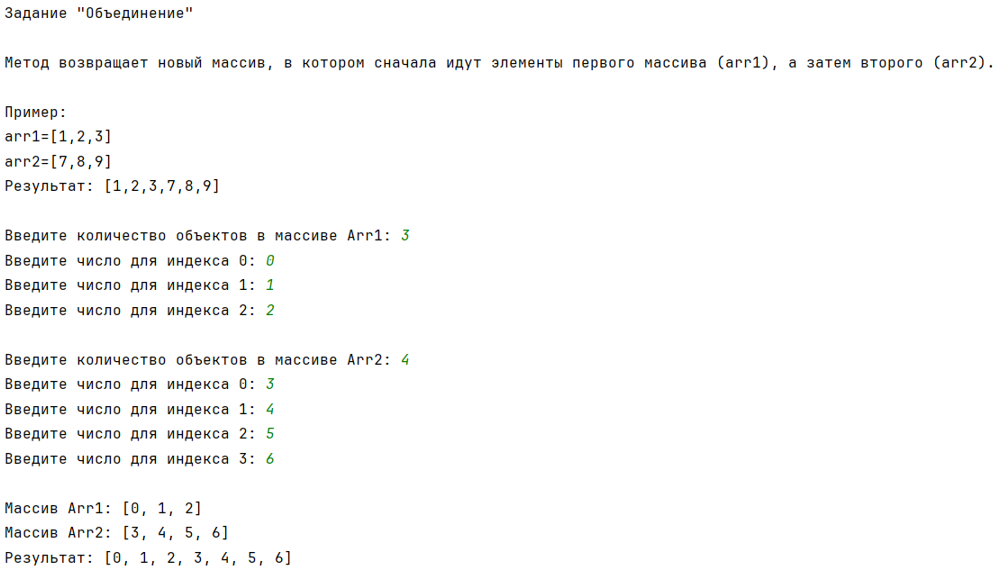 Задание "Объединение"
Метод возвращает новый массив, в котором сначала идут элементы первого массива (arr1), а затем второго (arr2).
Пример:
arr1=[1,2,3]
arr2=[7,8,9]
Результат: [1,2,3,7,8,9]
Введите количество объектов в массиве Arr1: 3
Введите число для индекса 0: 0
Введите число для индекса 1: 1
Введите число для индекса 2: 2
Введите количество объектов в массиве Arr2: 4
Введите число для индекса 0: 3
Введите число для индекса 1: 4
Введите число для индекса 2: 5
Введите число для индекса 3: 6
Массив Arr1: [0, 1, 2]
Массив Arr2: [3, 4, 5, 6]
Результат: [0, 1, 2, 3, 4, 5, 6]